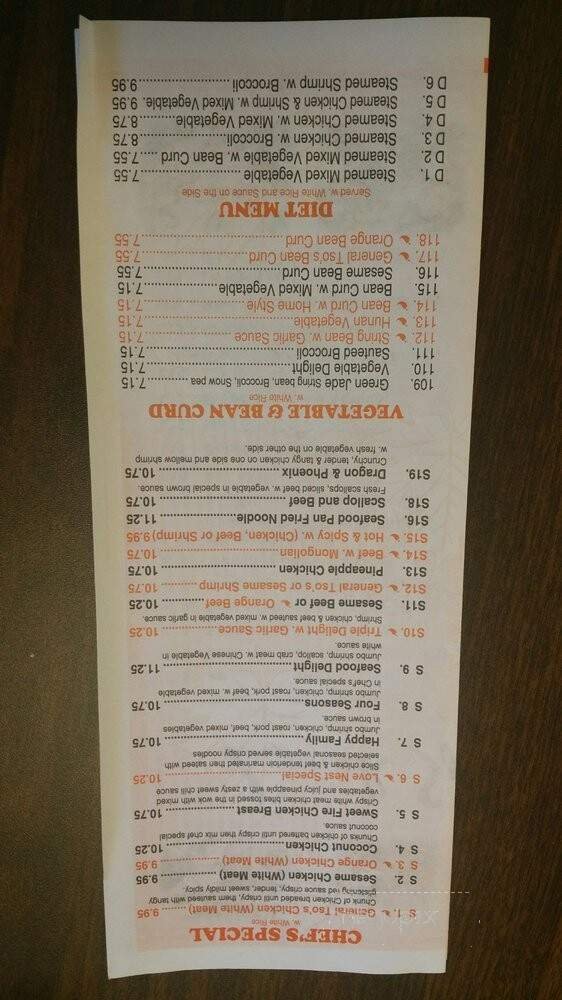 CHEF'S SPECIAL
w. White Rice
S 1. General Tso's Chicken (White Meat) ....... 9.95
Chunk of Chicken breaded until crispy, them sauteed with tangy
glistening red sauce crispy, tender, sweet mildly spicy
S 2. Sesame Chicken (White Meat) ................ 9.95
S 3. Orange Chicken (White Meat) ................ 9.95
S 4. Coconut Chicken ................................ 10.25
Chunks of chicken battered until crispy then mix chef special
coconut sauce.
S 5. Sweet Fire Chicken Breast .................. 10.75
Crispy white meat chicken bites tossed in the wok with mixed
vegetables and juicy pineapple with a zesty sweet chili sauce
S 6. Love Nest Special .............................. 10.25
Slice chicken & beef tenderloin marinated then sateed with
selected seasonal vegetable served crispy noodles
S 7. Happy Family .................................... 10.75
Jumbo shrimp, chicken, roast pork, beef, mixed vegetables
in brown sauce.
S 8. Four Seasons .................................... 10.75
Jumbo shrimp, chicken, roast pork, beef w. mixed vegetable
in Chef's special sauce.
S 9. Seafood Delight ................................ 11.25
Jumbo shrimp, scallop, crab meat w. Chinese Vegetable in
white sauce.
S10. Triple Delight w. Garlic Sauce ............. 10.25
Shrimp, chicken & beef sauteed w. mixed vegetable in garlic sauce.
S11. Sesame Beef or Orange Beef ............ 10.25
S12. General Tso's or Sesame Shrimp .......... 10.75
S13. Pineapple Chicken ............................ 10.75
S14. Beef w. Mongolian ............................ 10.75
S15. Hot & Spicy w. (Chicken, Beef or Shrimp) 9.95
S16. Seafood Pan Fried Noodle .................. 11.25
S18. Scallop and Beef .............................. 10.75
Fresh scallops, sliced beef w. vegetable in special brown sauce.
S19. Dragon & Phoenix ............................. 10.75
Crunchy, tender & tangy chicken on one side and mellow shrimp
w. fresh vegetable on the other side.
VEGETABLE & BEAN CURD
w. White Rice
109. Green Jade Green String bean, Broccoli, Snow pea .......... 7.15
110. Vegetable Delight ................................ 7.15
111. Sauteed Broccoli ................................ 7.15
112. String Bean w. Garlic Sauce ................ 7.15
113. Hunan Vegetable ................................ 7.15
114. Bean Curd w. Home Style .................... 7.15
115. Bean Curd w. Mixed Vegetable .............. 7.15
116. Sesame Bean Curd .............................. 7.55
117. General Tso's Bean Curd ...................... 7.55
118. Orange Bean Curd .............................. 7.55
DIET MENU
Served w. White Rice and Sauce on the Side
D 1. Steamed Mixed Vegetable .................... 7.55
D 2. Steamed Mixed Vegetable w. Bean Curd ..... 7.55
D 3. Steamed Chicken w. Broccoli ................ 8.75
D 4. Steamed Chicken w. Mixed Vegetable ........ 8.75
D 5. Steamed Chicken & Shrimp w. Mixed Vegetable. 9.95
D 6. Steamed Shrimp w. Broccoli .................. 9.95